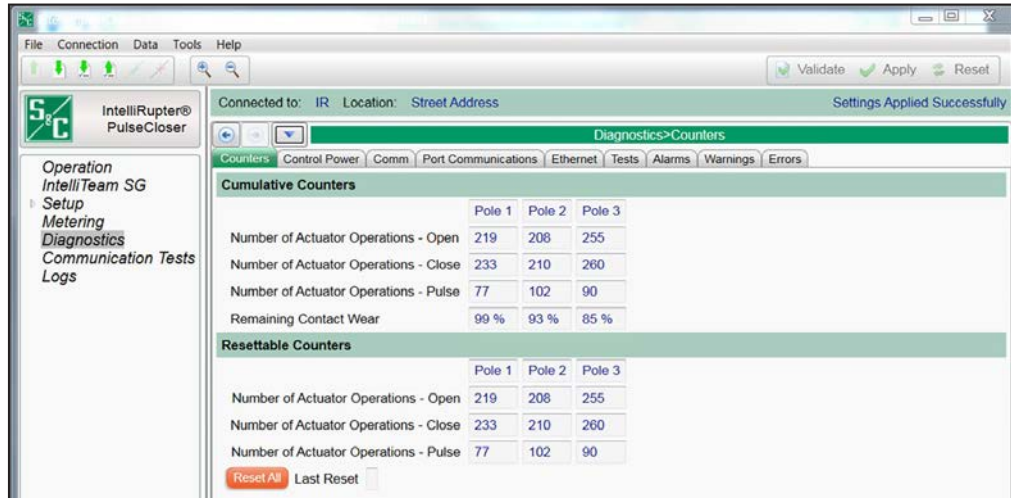 File Connection Data Tools Help
Validate Apply Reset
S&C
IntelliRupter®
PulseCloser
Connected to: IR Location: Street Address Settings Applied Successfully
Diagnostics>Counters
Counters Control Power Comm Port Communications Ethernet Tests Alarms Warnings Errors
Operation
IntelliTeam SG
Setup
Metering
Diagnostics
Communication Tests
Logs
Cumulative Counters
Pole 1 Pole 2 Pole 3
Number of Actuator Operations - Open 219 208 255
Number of Actuator Operations - Close 233 210 260
Number of Actuator Operations - Pulse 77 102 90
Remaining Contact Wear 99 % 93 % 85 %
Resettable Counters
Pole 1 Pole 2 Pole 3
Number of Actuator Operations - Open 219 208 255
Number of Actuator Operations - Close 233 210 260
Number of Actuator Operations - Pulse 77 102 90
Reset All Last Reset